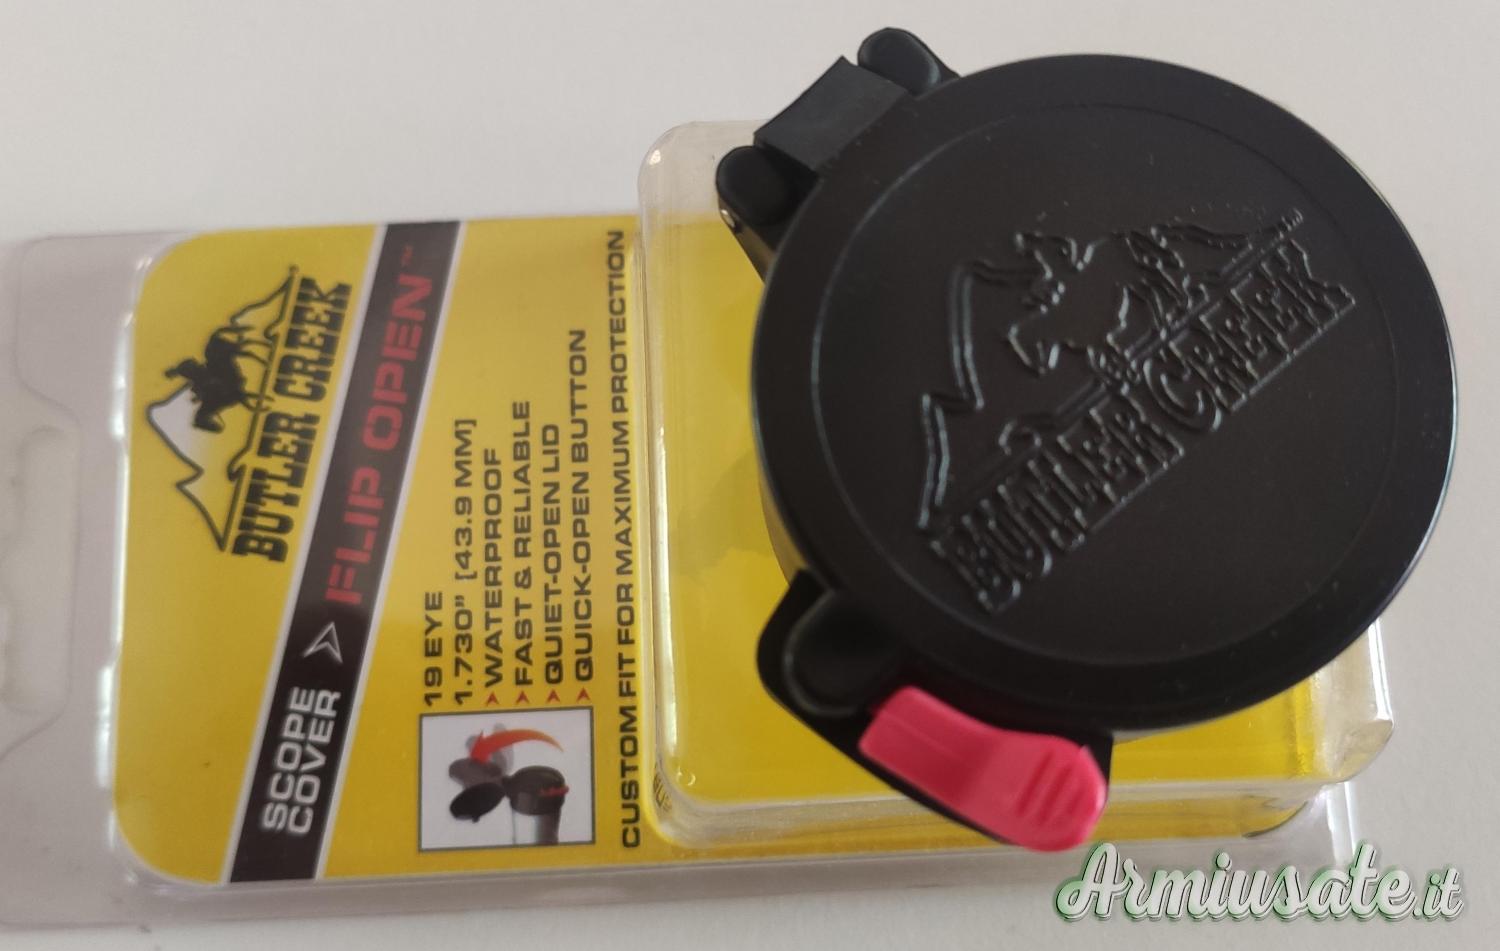 BUTLER CREEK
SCOPE
COVER
FLIP OPEN™
19 EYE
1.730" [43.9 MM]
WATERPROOF
FAST & RELIABLE
QUIET-OPEN LID
QUICK-OPEN BUTTON
CUSTOM FIT FOR MAXIMUM PROTECTION
BUTLER CREEK
Armiusate.it